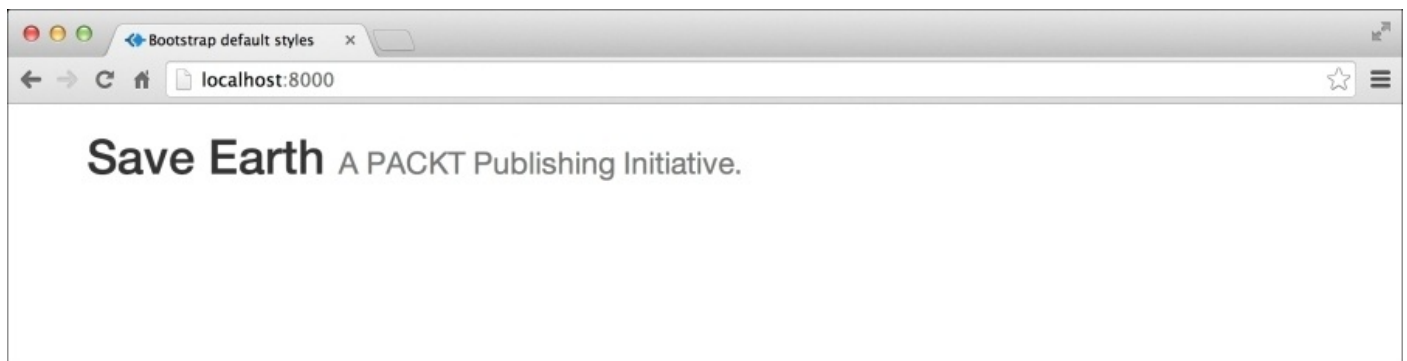 Bootstrap default styles
localhost:8000
Save Earth A PACKT Publishing Initiative.